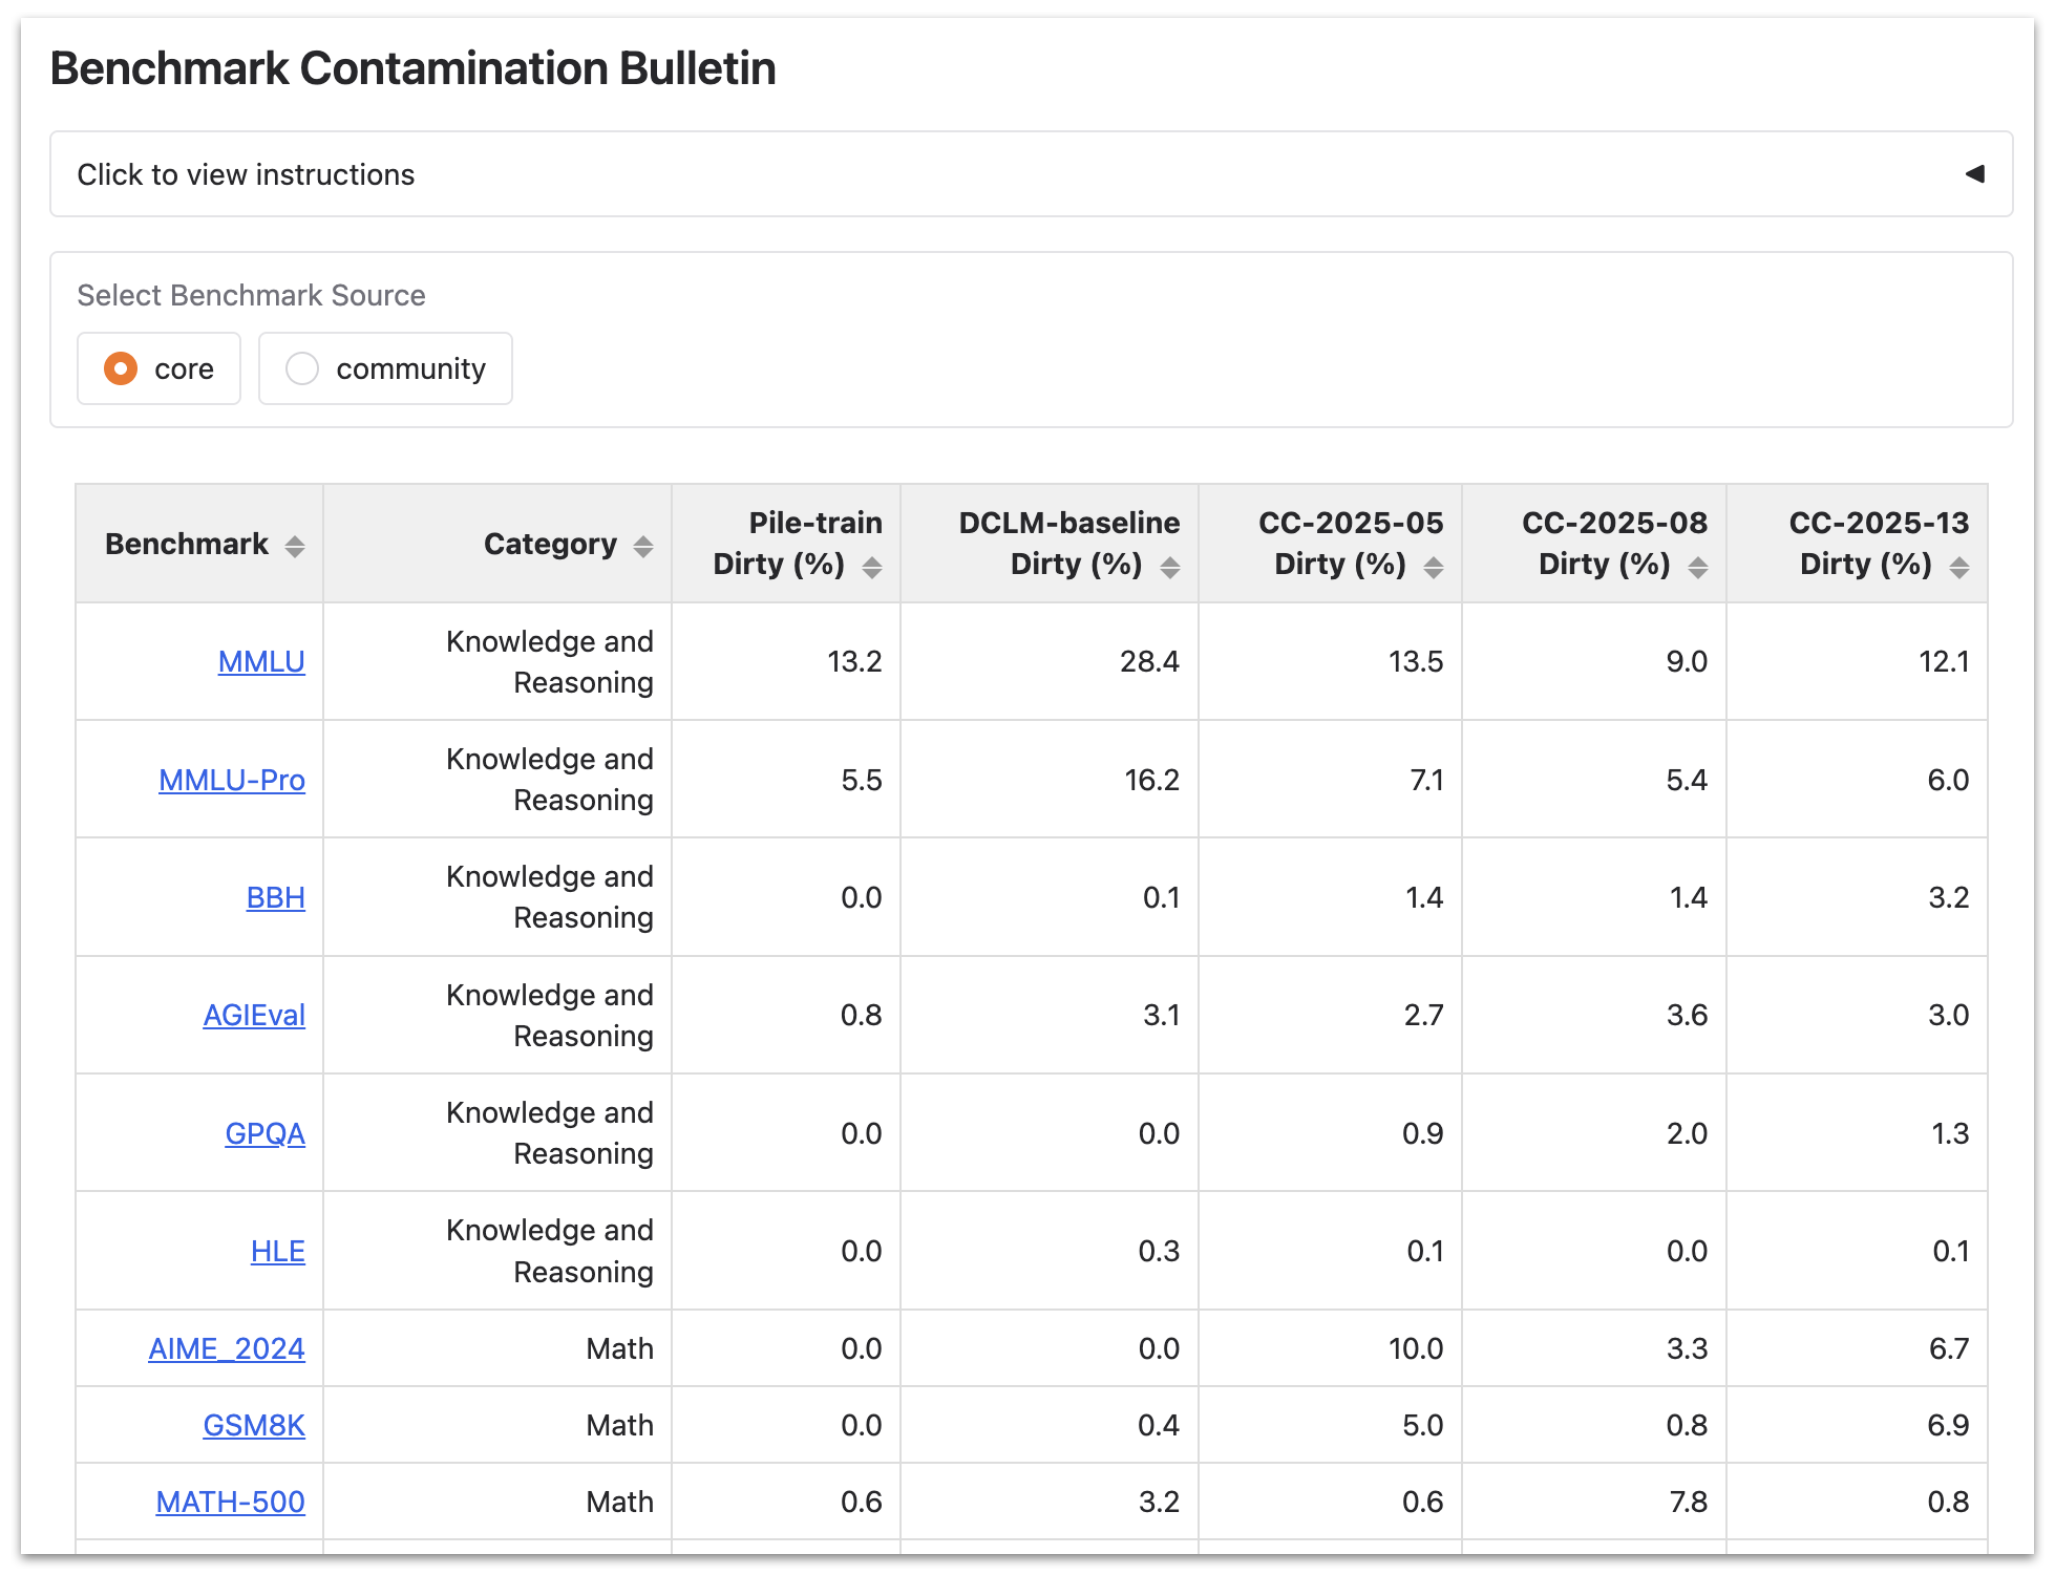 Benchmark Contamination Bulletin
Click to view instructions
Select Benchmark Source
core community
Benchmark Category Pile-train Dirty (%) DCLM-baseline Dirty (%) CC-2025-05 Dirty (%) CC-2025-08 Dirty (%) CC-2025-13 Dirty (%)
MMLU Knowledge and Reasoning 13.2 28.4 13.5 9.0 12.1
MMLU-Pro Knowledge and Reasoning 5.5 16.2 7.1 5.4 6.0
BBH Knowledge and Reasoning 0.0 0.1 1.4 1.4 3.2
AGIEval Knowledge and Reasoning 0.8 3.1 2.7 3.6 3.0
GPQA Knowledge and Reasoning 0.0 0.0 0.9 2.0 1.3
HLE Knowledge and Reasoning 0.0 0.3 0.1 0.0 0.1
AIME_2024 Math 0.0 0.0 10.0 3.3 6.7
GSM8K Math 0.0 0.4 5.0 0.8 6.9
MATH-500 Math 0.6 3.2 0.6 7.8 0.8